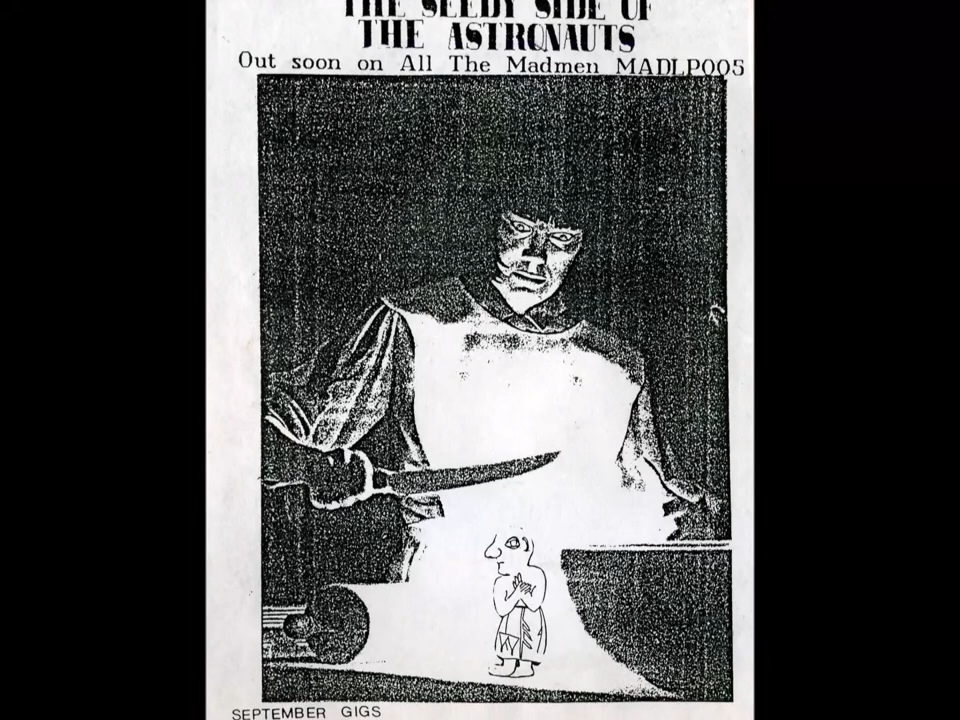 THE SEEDY SIDE OF
THE ASTRONAUTS
Out soon on All The Madmen MADLP005
SEPTEMBER GIGS